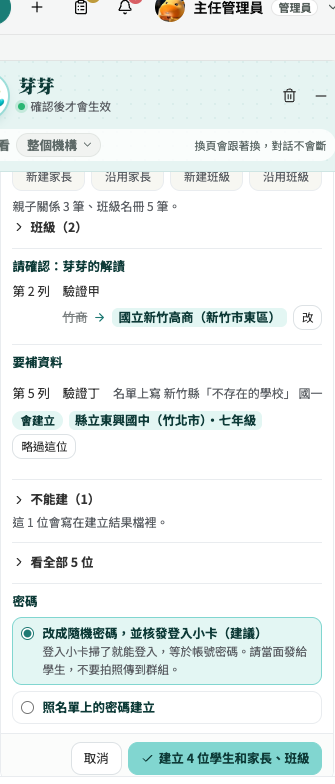 主任管理員 管理員
芽芽
確認後才會生效
看 整個機構 換頁會跟著換，對話不會斷
新建家長 沿用家長 新建班級 沿用班級
親子關係 3 筆、班級名冊 5 筆。
班級（2）
請確認：芽芽的解讀
第 2 列 驗證甲
竹商 → 國立新竹高商（新竹市東區） 改
要補資料
第 5 列 驗證丁 名單上寫 新竹縣「不存在的學校」 國一
會建立 縣立東興國中（竹北市）・七年級
略過這位
不能建（1）
這 1 位會寫在建立結果檔裡。
看全部 5 位
密碼
改成隨機密碼，並核發登入小卡（建議）
登入小卡掃了就能登入，等於帳號密碼。請當面發給
學生，不要拍照傳到群組。
照名單上的密碼建立
取消 建立 4 位學生和家長、班級